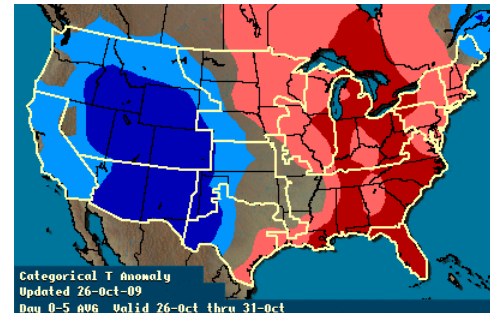 Categorical T Anomaly
Updated 26-Oct-09
Day 0-5 AVG  Valid 26-Oct thru 31-Oct